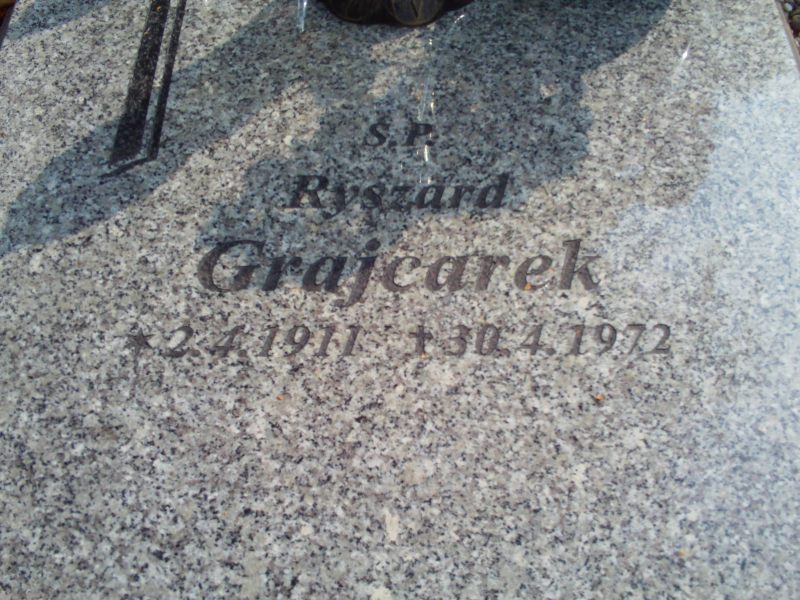 Ś.P.
Ryszard
Grajcarek
* 2.4.1911 † 30.4.1972